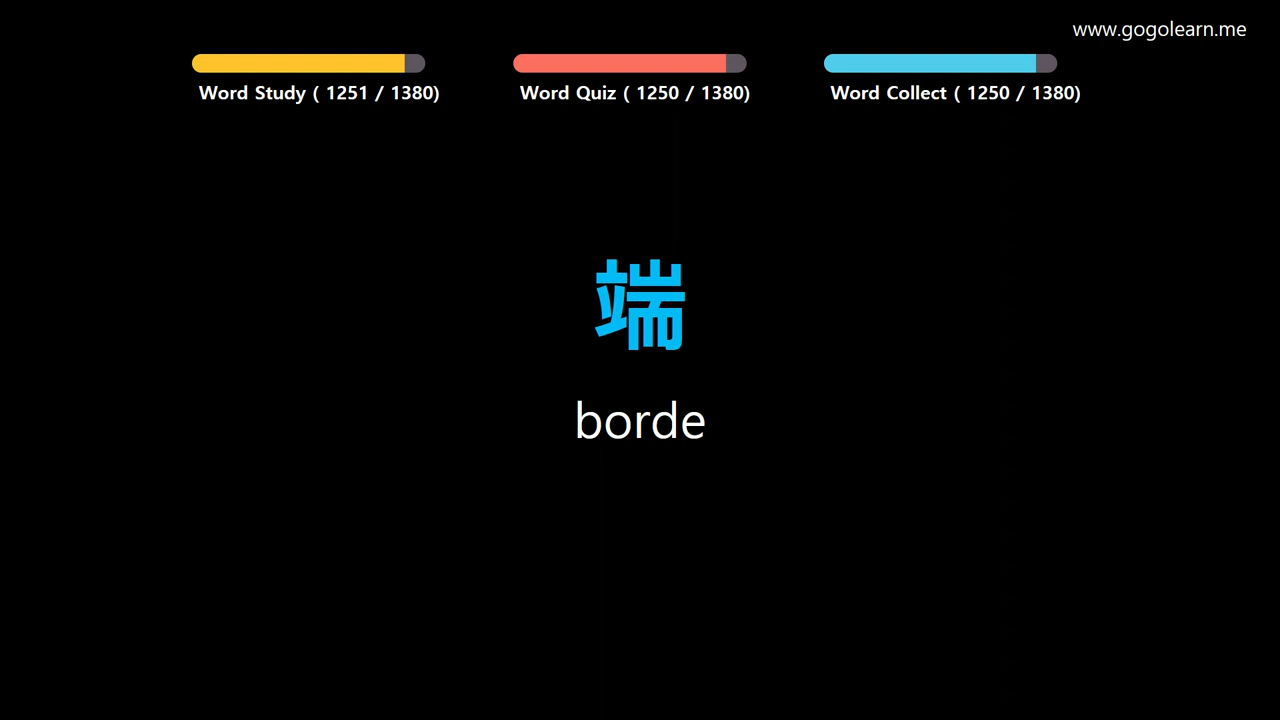 www.gogolearn.me
Word Study ( 1251 / 1380)
Word Quiz ( 1250 / 1380)
Word Collect ( 1250 / 1380)
端
borde